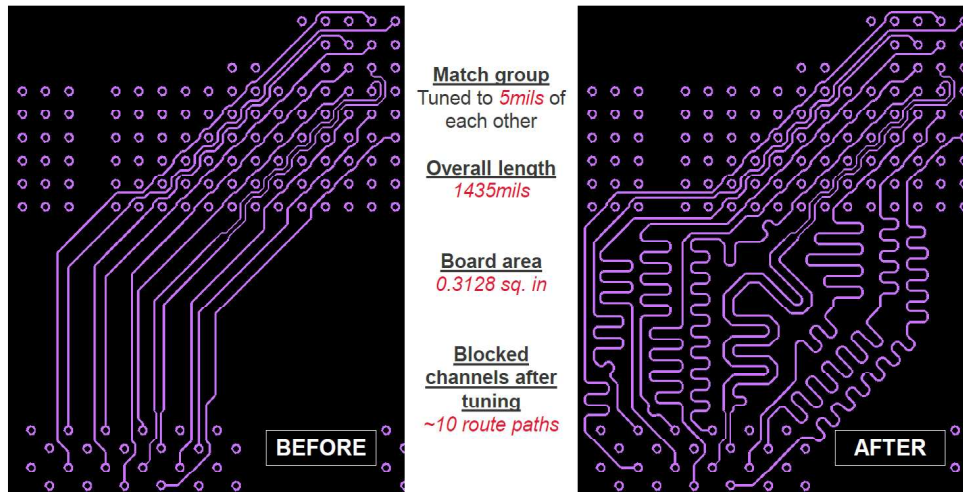 Match group
Tuned to 5mils of
each other
Overall length
1435mils
Board area
0.3128 sq. in
Blocked
channels after
tuning
~10 route paths
BEFORE
AFTER